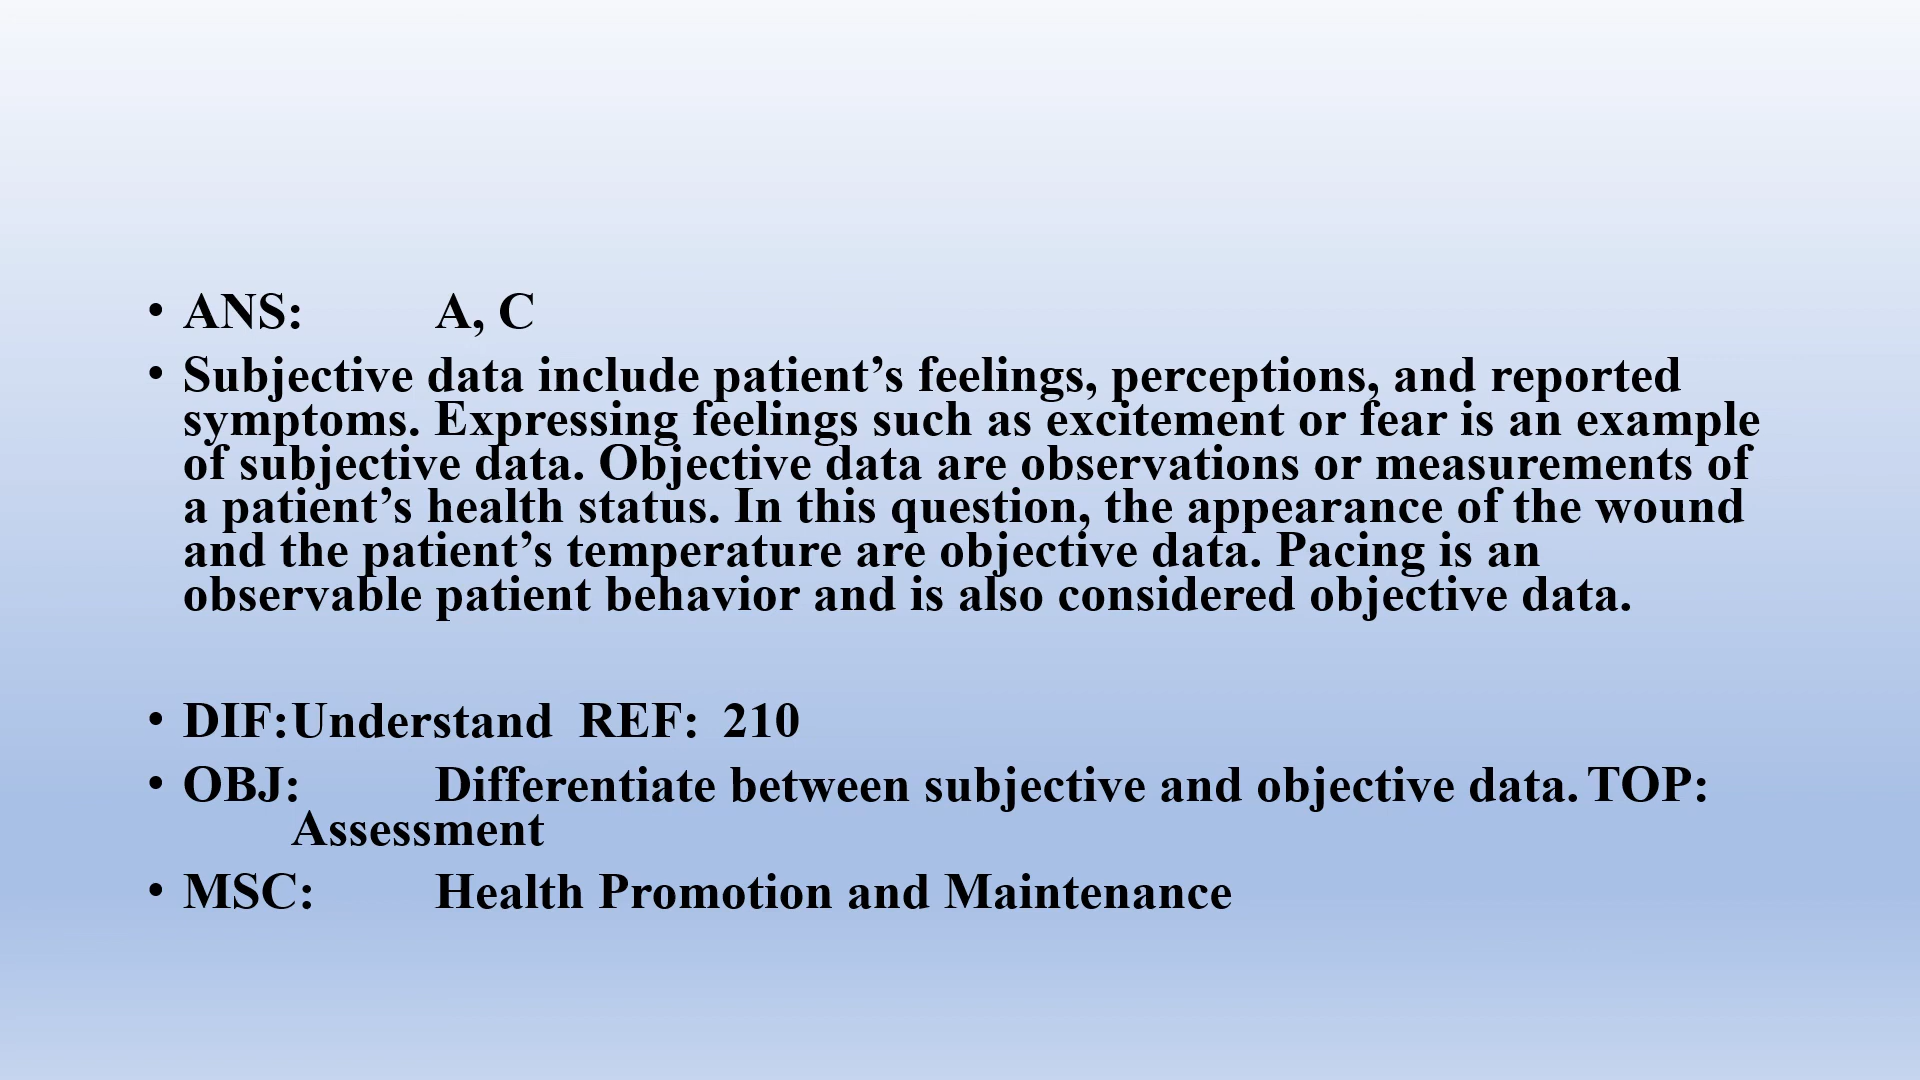 • ANS: A, C
• Subjective data include patient’s feelings, perceptions, and reported
symptoms. Expressing feelings such as excitement or fear is an example
of subjective data. Objective data are observations or measurements of
a patient’s health status. In this question, the appearance of the wound
and the patient’s temperature are objective data. Pacing is an
observable patient behavior and is also considered objective data.
• DIF:Understand REF: 210
• OBJ: Differentiate between subjective and objective data. TOP:
Assessment
• MSC: Health Promotion and Maintenance